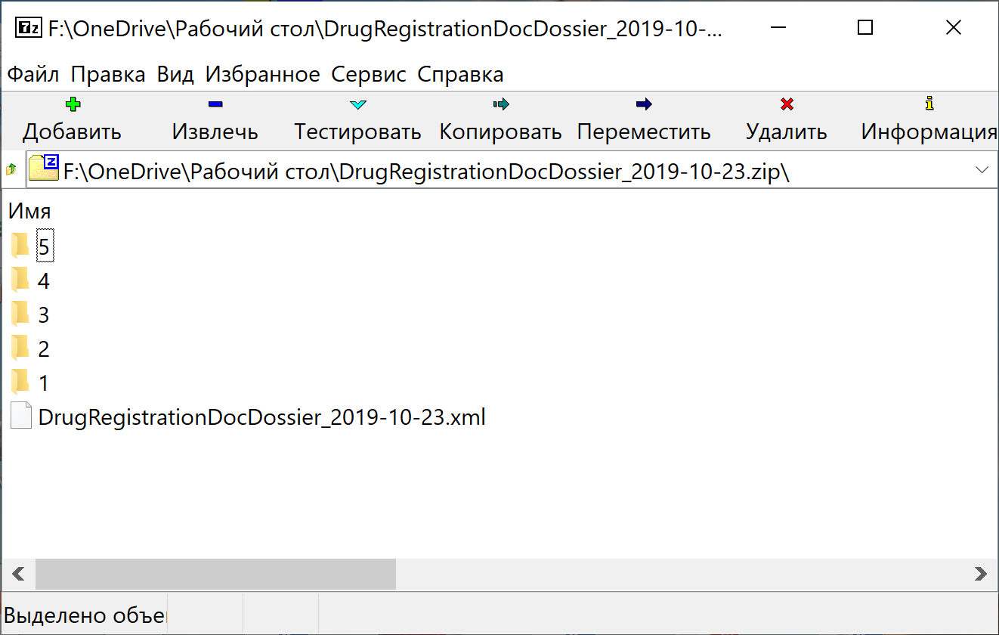 7z F:\OneDrive\Рабочий стол\DrugRegistrationDocDossier_2019-10-...
Файл Правка Вид Избранное Сервис Справка
Добавить Извлечь Тестировать Копировать Переместить Удалить Информация
F:\OneDrive\Рабочий стол\DrugRegistrationDocDossier_2019-10-23.zip\
Имя
5
4
3
2
1
DrugRegistrationDocDossier_2019-10-23.xml
Выделено объе